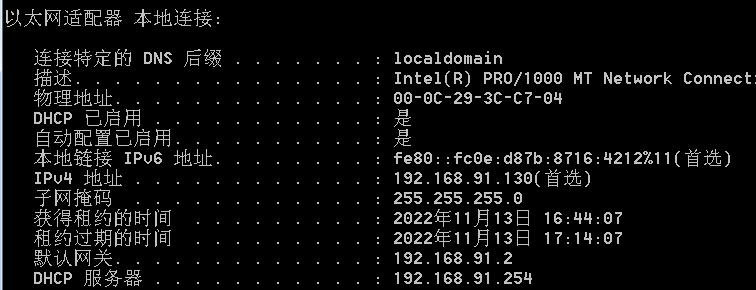 以太网适配器 本地连接:
连接特定的 DNS 后缀 . . . . . . . : localdomain
描述. . . . . . . . . . . . . . . : Intel(R) PRO/1000 MT Network Connecti
物理地址. . . . . . . . . . . . . : 00-0C-29-3C-C7-04
DHCP 已启用 . . . . . . . . . . . : 是
自动配置已启用. . . . . . . . . . : 是
本地链接 IPv6 地址. . . . . . . . : fe80::fc0e:d87b:8716:4212%11(首选)
IPv4 地址 . . . . . . . . . . . . : 192.168.91.130(首选)
子网掩码 . . . . . . . . . . . . : 255.255.255.0
获得租约的时间 . . . . . . . . . : 2022年11月13日 16:44:07
租约过期的时间 . . . . . . . . . : 2022年11月13日 17:14:07
默认网关. . . . . . . . . . . . . : 192.168.91.2
DHCP 服务器 . . . . . . . . . . . : 192.168.91.254